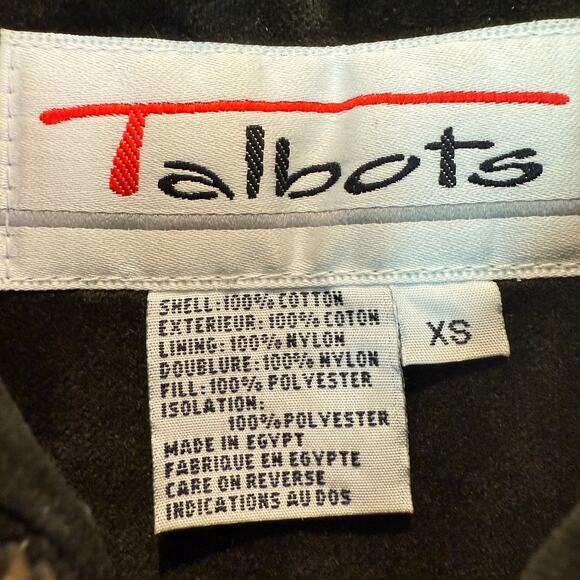 Talbots
XS
SHELL: 100% COTTON
EXTERIEUR: 100% COTON
LINING: 100% NYLON
DOUBLURE: 100% NYLON
FILL: 100% POLYESTER
ISOLATION:
100% POLYESTER
MADE IN EGYPT
FABRIQUE EN EGYPTE
CARE ON REVERSE
INDICATIONS AU DOS